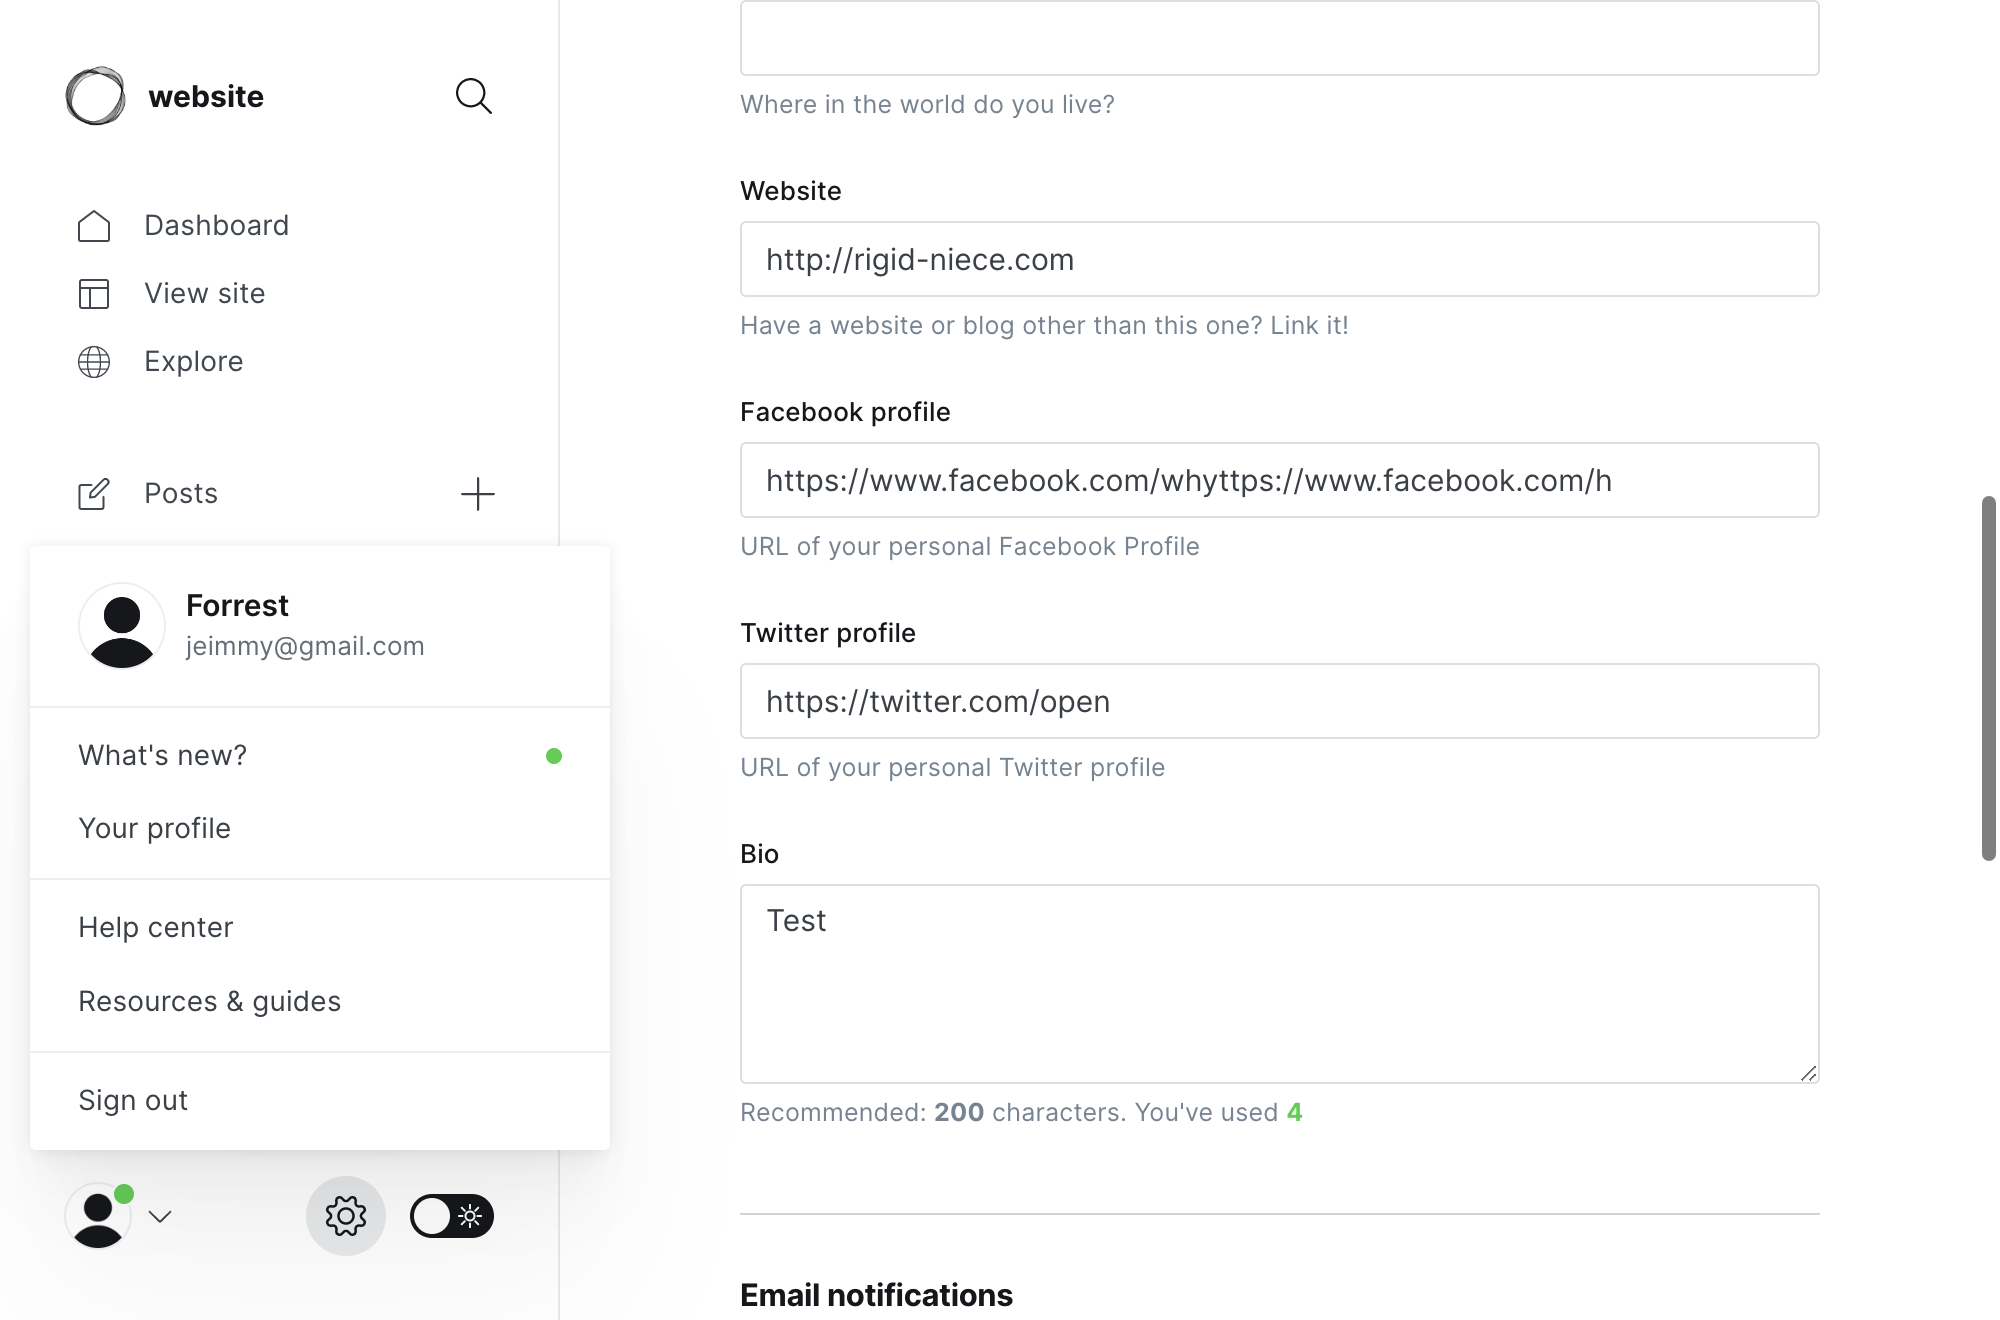 website
Dashboard
View site
Explore
Posts
Forrest
jeimmy@gmail.com
What's new?
Your profile
Help center
Resources & guides
Sign out
Where in the world do you live?
Website
http://rigid-niece.com
Have a website or blog other than this one? Link it!
Facebook profile
https://www.facebook.com/whyttps://www.facebook.com/h
URL of your personal Facebook Profile
Twitter profile
https://twitter.com/open
URL of your personal Twitter profile
Bio
Test
Recommended: 200 characters. You've used 4
Email notifications